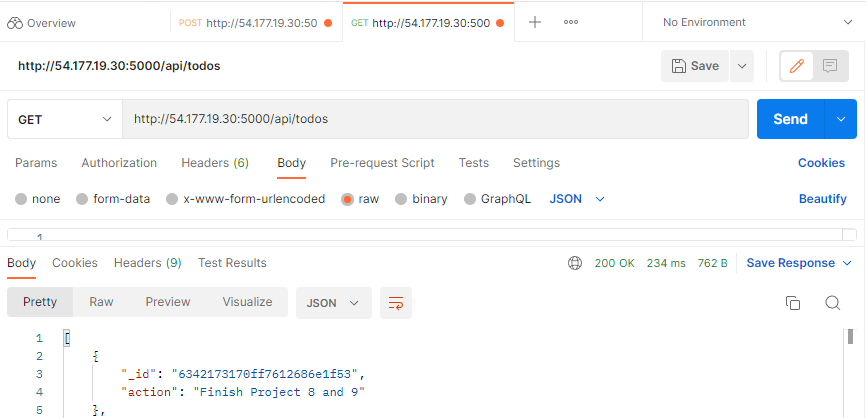 Overview POST http://54.177.19.30:50 GET http://54.177.19.30:500 No Environment
http://54.177.19.30:5000/api/todos Save
GET http://54.177.19.30:5000/api/todos Send
Params Authorization Headers (6) Body Pre-request Script Tests Settings Cookies
none form-data x-www-form-urlencoded raw binary GraphQL JSON Beautify
1
Body Cookies Headers (9) Test Results 200 OK 234 ms 762 B Save Response
Pretty Raw Preview Visualize JSON
1 [
2 {
3 "_id": "6342173170ff7612686e1f53",
4 "action": "Finish Project 8 and 9"
5 },